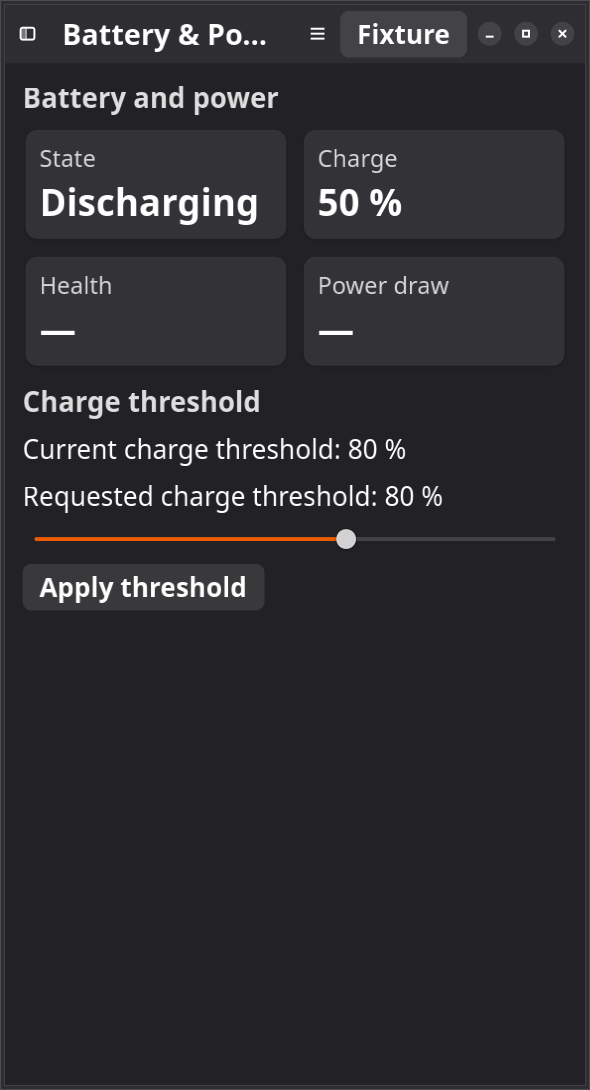 Battery & Po...
Fixture
Battery and power
State
Discharging
Charge
50 %
Health
—
Power draw
—
Charge threshold
Current charge threshold: 80 %
Requested charge threshold: 80 %
Apply threshold